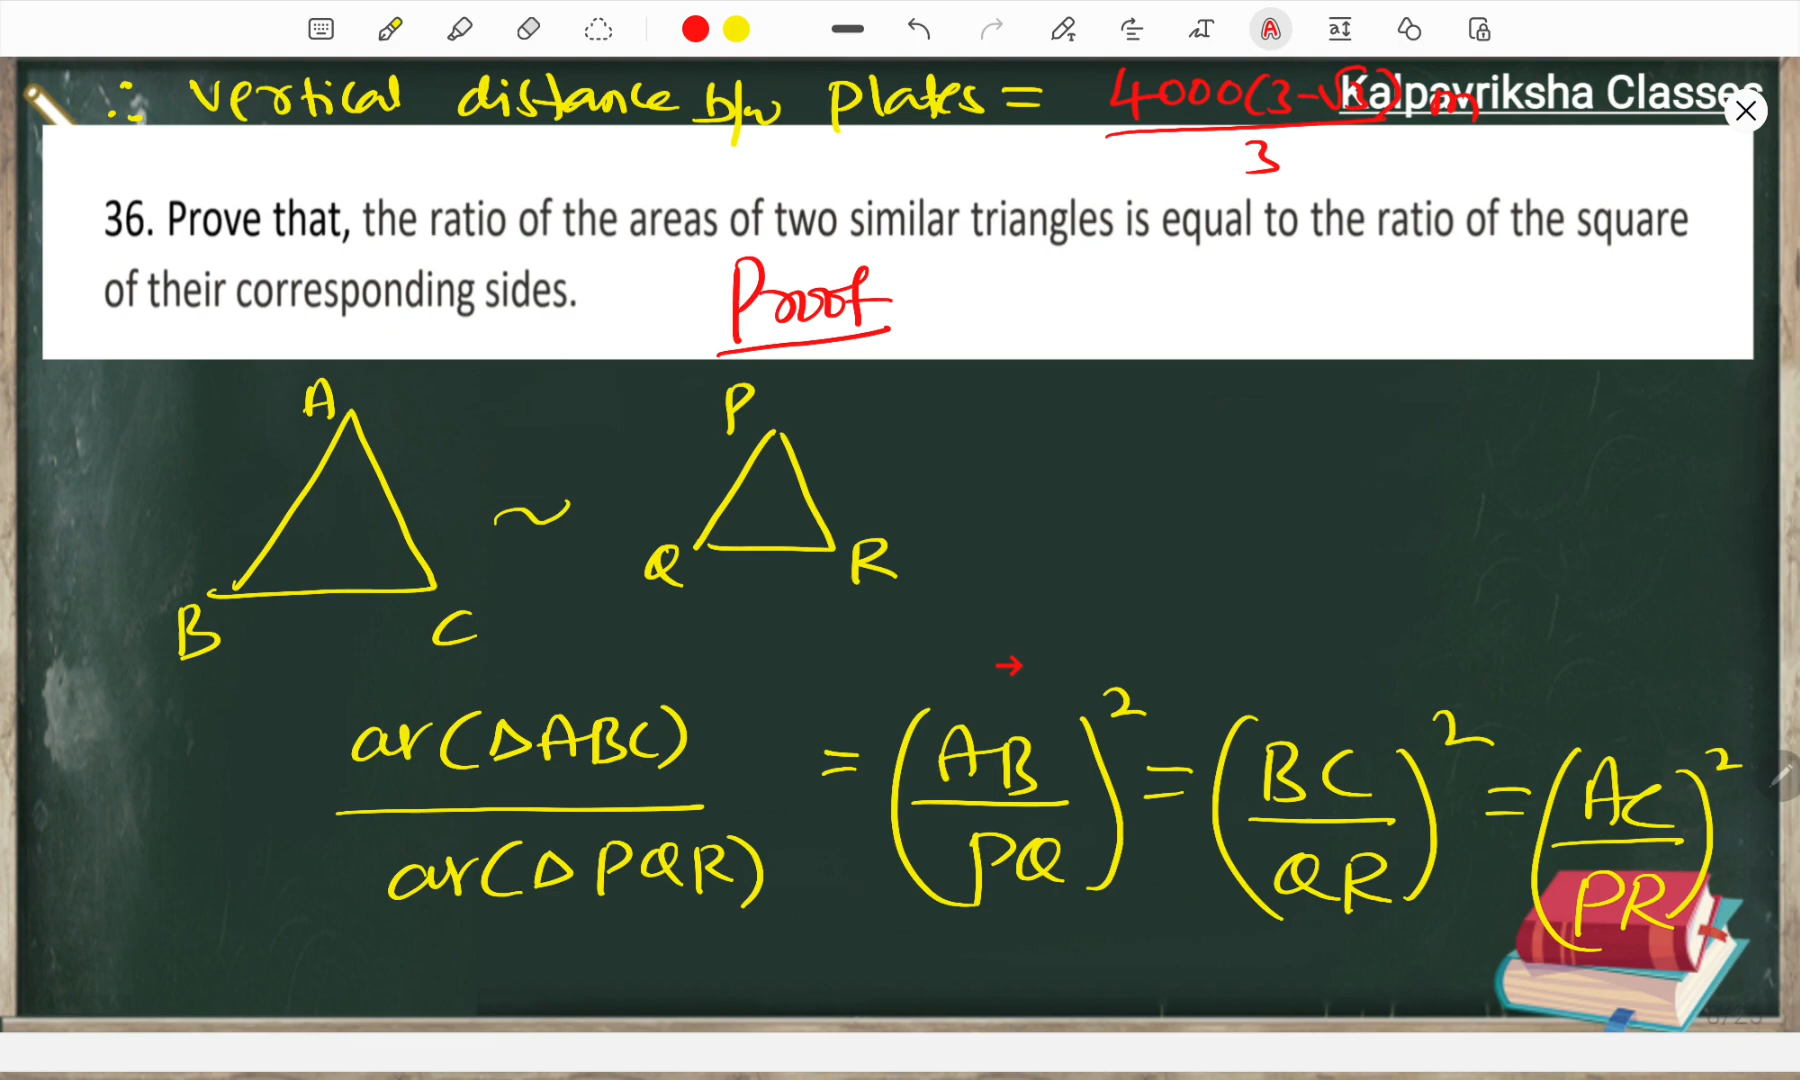 ∴ vertical distance b/w plates = 4000(3-√3)/3 m
Kalpavriksha Classes
36. Prove that, the ratio of the areas of two similar triangles is equal to the ratio of the square
of their corresponding sides.
Proof
A
B
C
~
P
Q
R
ar(ΔABC)/ar(ΔPQR) = (AB/PQ)² = (BC/QR)² = (AC/PR)²